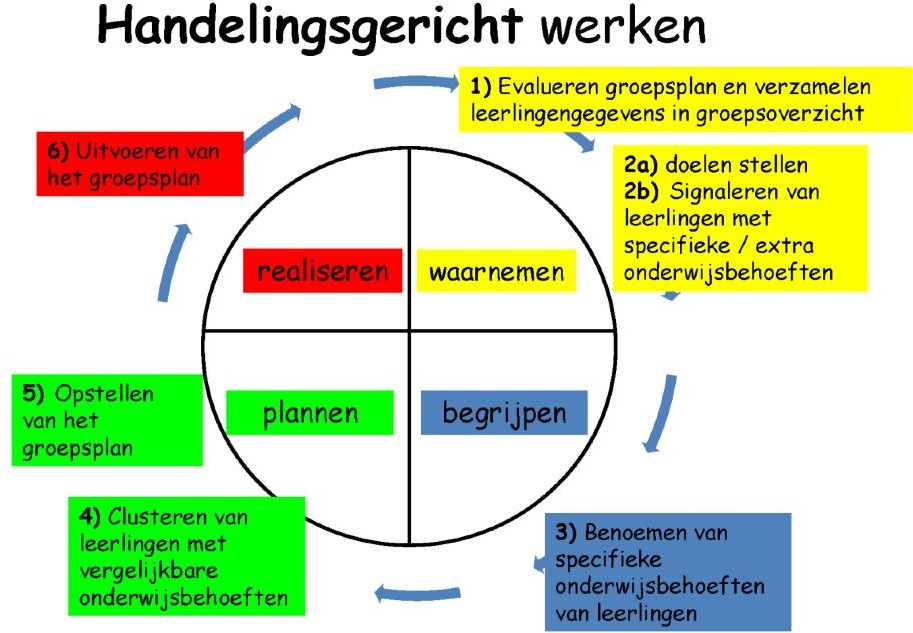 Handelingsgericht werken
1) Evalueren groepsplan en verzamelen
leerlingengegevens in groepsoverzicht
2a) doelen stellen
2b) Signaleren van
leerlingen met
specifieke / extra
onderwijsbehoeften
3) Benoemen van
specifieke
onderwijsbehoeften
van leerlingen
4) Clusteren van
leerlingen met
vergelijkbare
onderwijsbehoeften
5) Opstellen
van het
groepsplan
6) Uitvoeren van
het groepsplan
realiseren
waarnemen
plannen
begrijpen